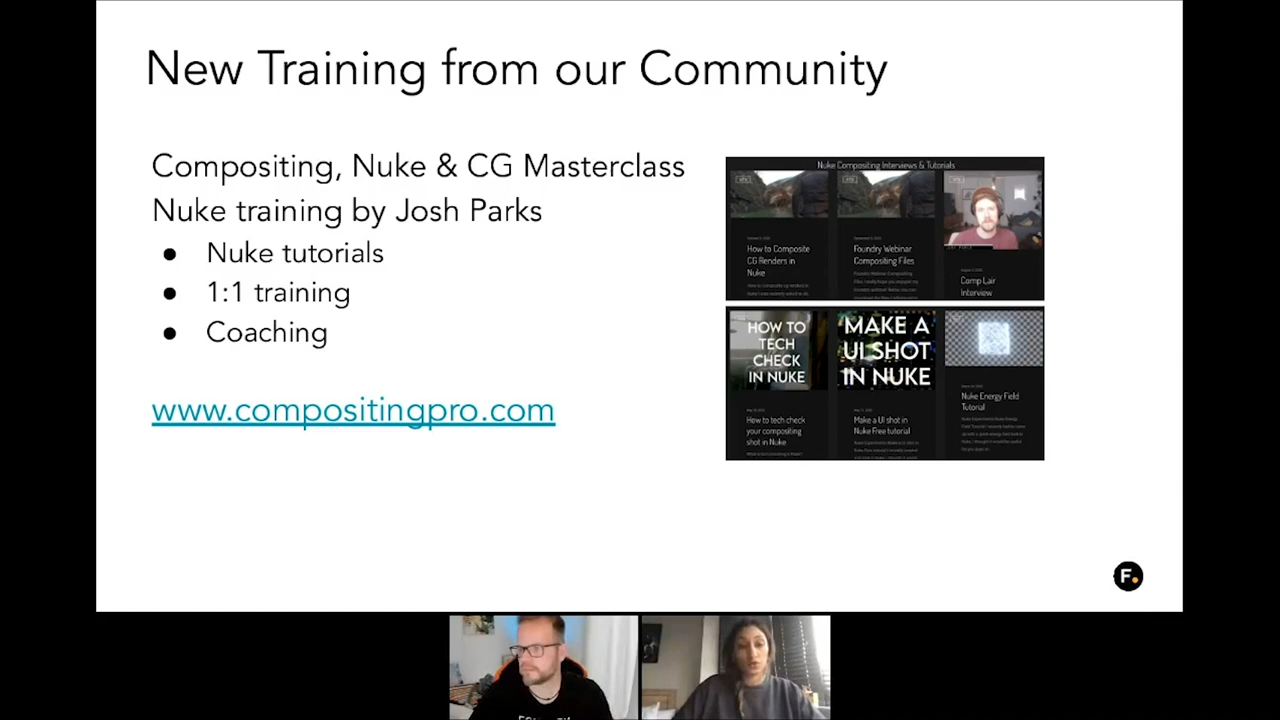 New Training from our Community
Compositing, Nuke & CG Masterclass
Nuke training by Josh Parks
● Nuke tutorials
● 1:1 training
● Coaching
www.compositingpro.com
Nuke Compositing Interviews & Tutorials
How to Composite
CG Renders in
Nuke
Foundry Webinar
Compositing Files
Comp Lair
Interview
HOW TO
TECH
CHECK
IN NUKE
MAKE A
UI SHOT
IN NUKE
How to tech check
your compositing
shot in Nuke
Make a UI shot in
Nuke Free tutorial
Nuke Energy Field
Tutorial
F.